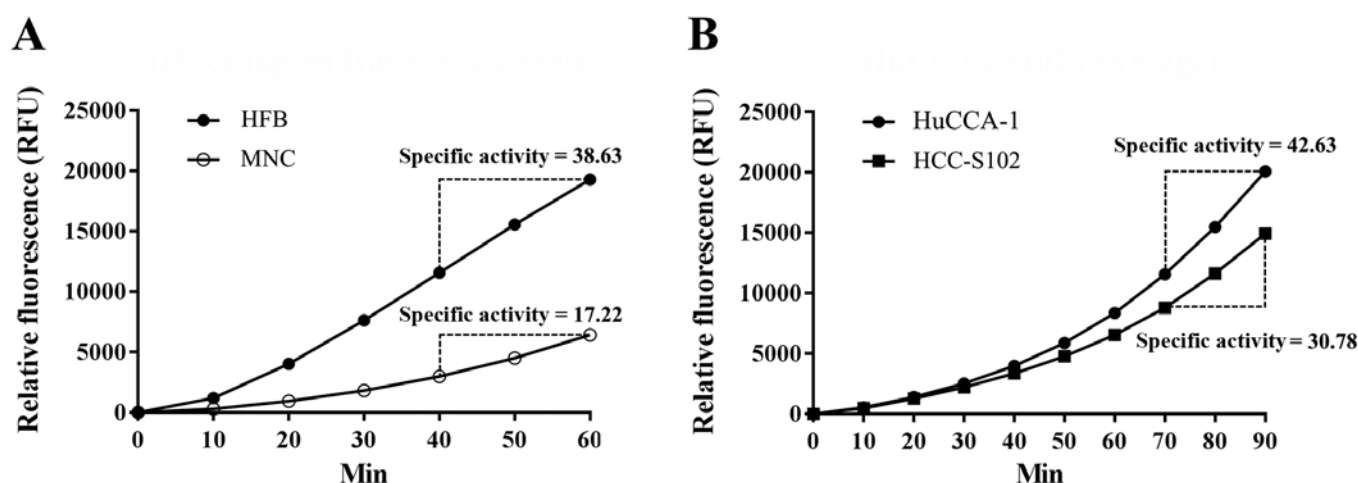 A
Relative fluorescence (RFU)
25000
20000
15000
10000
5000
0
HFB
MNC
Specific activity = 38.63
Specific activity = 17.22
0 10 20 30 40 50 60
Min
B
Relative fluorescence (RFU)
25000
20000
15000
10000
5000
0
HuCCA-1
HCC-S102
Specific activity = 42.63
Specific activity = 30.78
0 10 20 30 40 50 60 70 80 90
Min